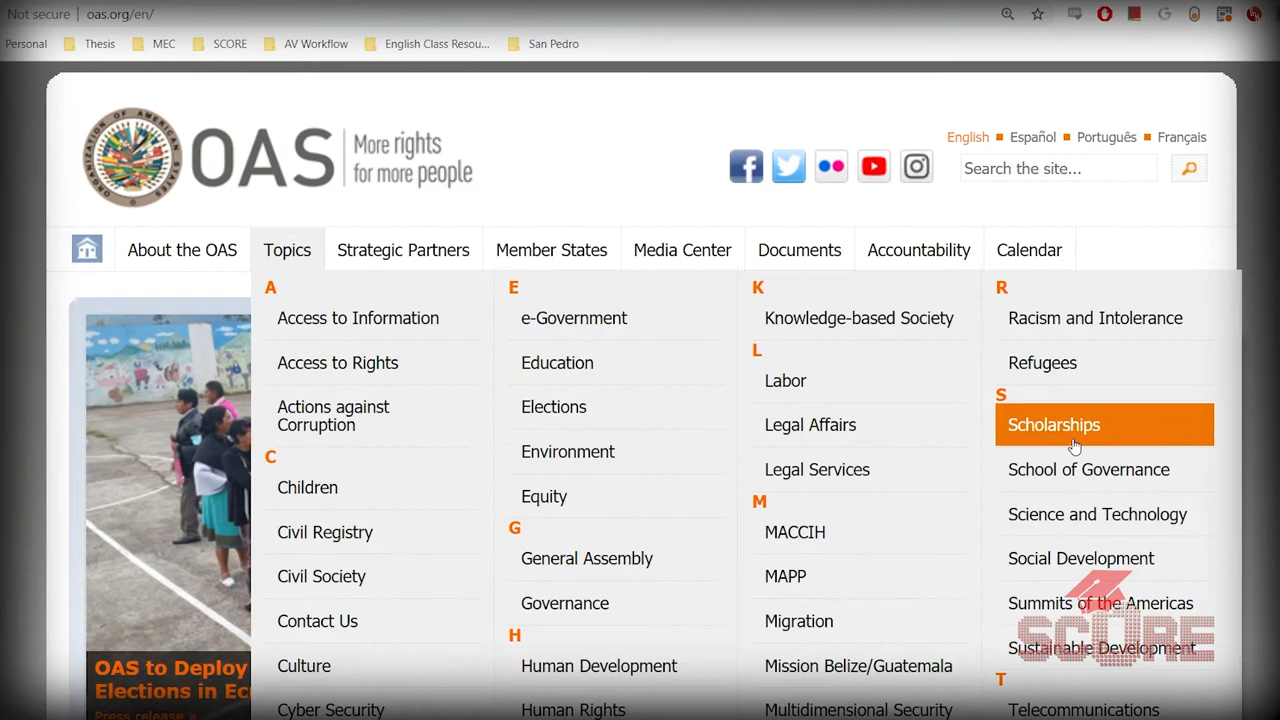 Not secure | oas.org/en/
Personal Thesis MEC SCORE AV Workflow English Class Resou... San Pedro
ORGANIZATION OF AMERICAN STATES
OAS
More rights
for more people
English Español Português Français
Search the site...
About the OAS Topics Strategic Partners Member States Media Center Documents Accountability Calendar
A
Access to Information
Access to Rights
Actions against
Corruption
C
Children
Civil Registry
Civil Society
Contact Us
Culture
Cyber Security
E
e-Government
Education
Elections
Environment
Equity
G
General Assembly
Governance
H
Human Development
Human Rights
K
Knowledge-based Society
L
Labor
Legal Affairs
Legal Services
M
MACCIH
MAPP
Migration
Mission Belize/Guatemala
Multidimensional Security
R
Racism and Intolerance
Refugees
S
Scholarships
School of Governance
Science and Technology
Social Development
Summits of the Americas
Sustainable Development
T
Telecommunications
SCORE
OAS to Deploy
Elections in Ec
Press release »